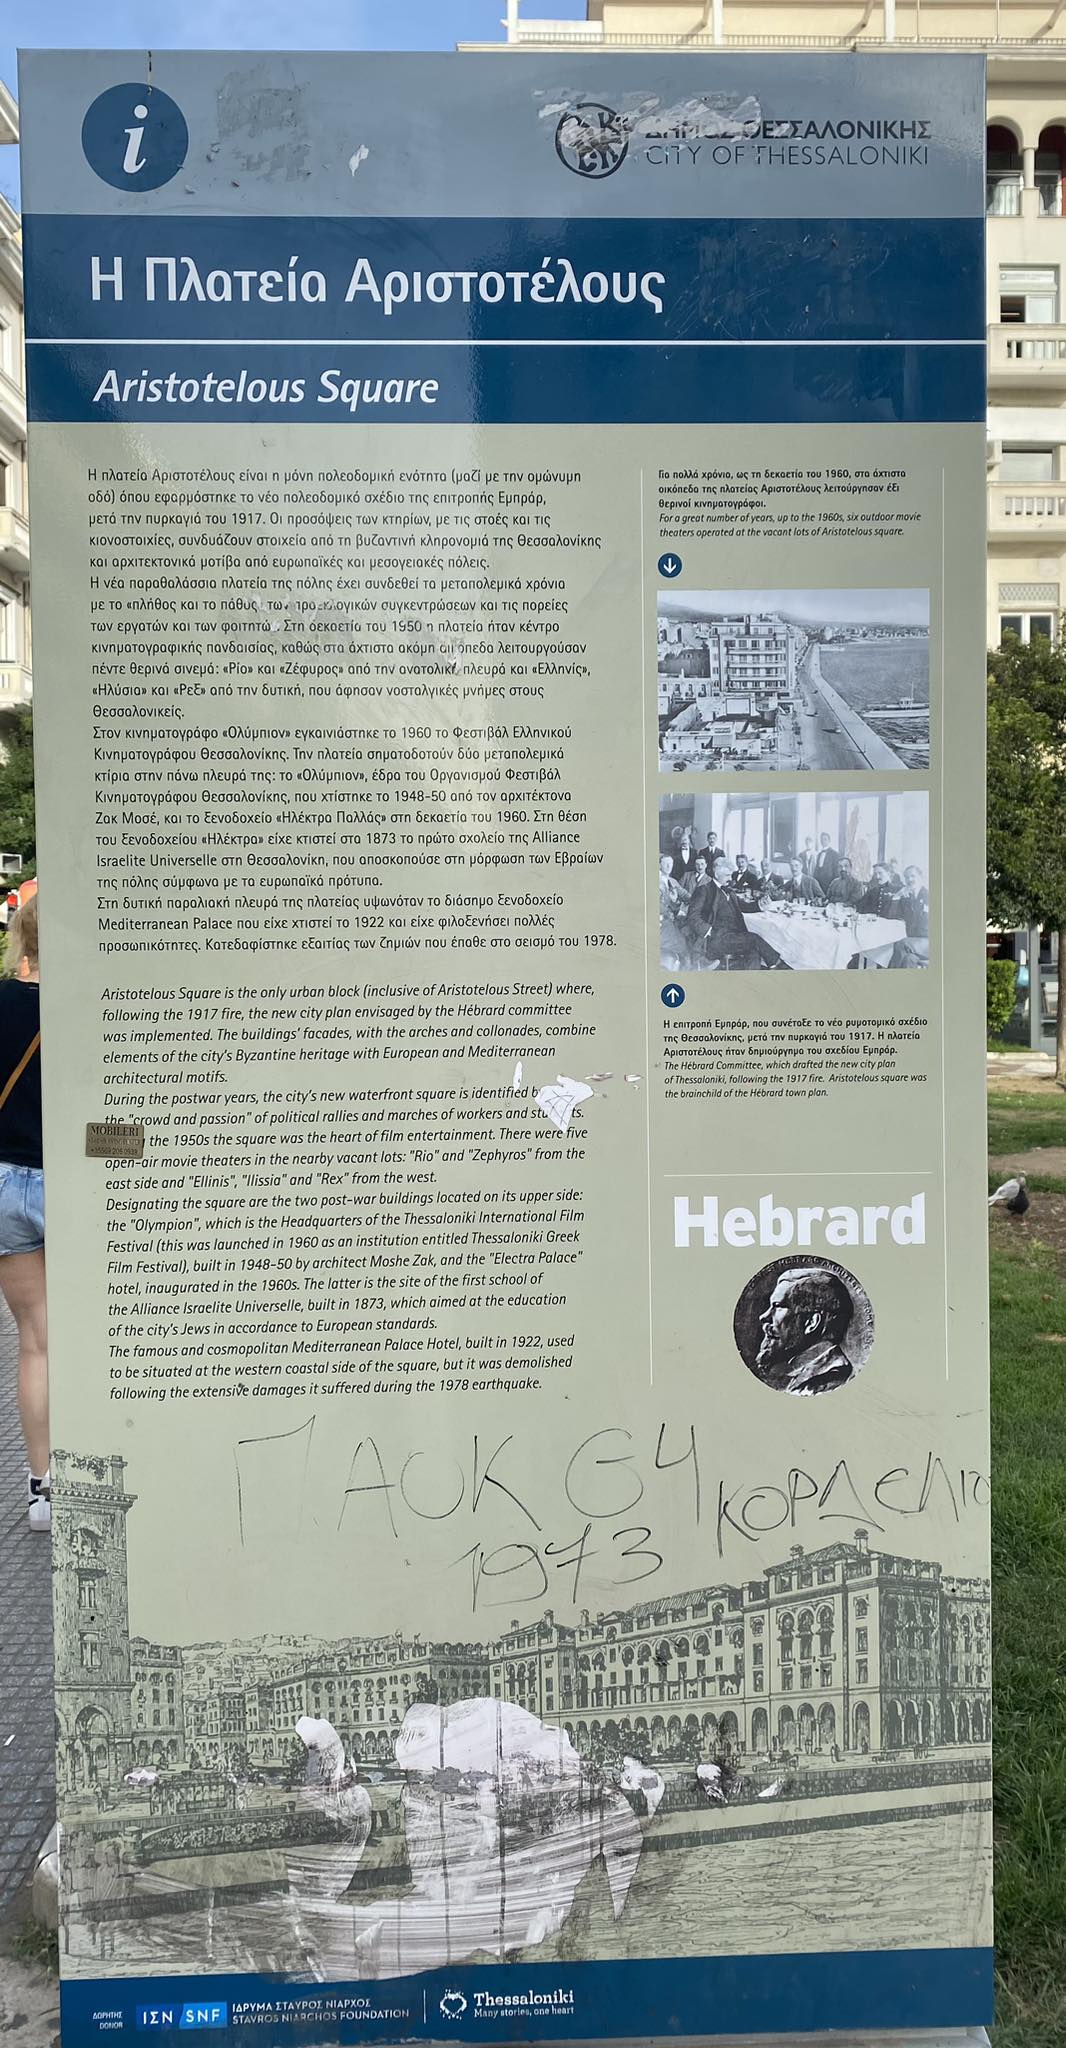 i
ΔΗΜΟΣ ΘΕΣΣΑΛΟΝΙΚΗΣ
CITY OF THESSALONIKI
Η Πλατεία Αριστοτέλους
Aristotelous Square
Η πλατεία Αριστοτέλους είναι η μόνη πολεοδομική ενότητα (μαζί με την ομώνυμη
οδό) όπου εφαρμόστηκε το νέο πολεοδομικό σχέδιο της επιτροπής Εμπράρ,
μετά την πυρκαγιά του 1917. Οι προσόψεις των κτηρίων, με τις στοές και τις
κιονοστοιχίες, συνδυάζουν στοιχεία από τη βυζαντινή κληρονομιά της Θεσσαλονίκης
και αρχιτεκτονικά μοτίβα από ευρωπαϊκές και μεσογειακές πόλεις.
Η νέα παραθαλάσσια πλατεία της πόλης έχει συνδεθεί τα μεταπολεμικά χρόνια
με το «πλήθος και το πάθος» των προεκλογικών συγκεντρώσεων και τις πορείες
των εργατών και των φοιτητών. Στη δεκαετία του 1950 η πλατεία ήταν κέντρο
κινηματογραφικής πανδαισίας, καθώς στα άχτιστα ακόμη οικόπεδα λειτουργούσαν
πέντε θερινά σινεμά: «Ρίο» και «Ζέφυρος» από την ανατολική πλευρά και «Ελληνίς»,
«Ηλύσια» και «Ρεξ» από την δυτική, που άφησαν νοσταλγικές μνήμες στους
Θεσσαλονικείς.
Στον κινηματογράφο «Ολύμπιον» εγκαινιάστηκε το 1960 το Φεστιβάλ Ελληνικού
Κινηματογράφου Θεσσαλονίκης. Την πλατεία σηματοδοτούν δύο μεταπολεμικά
κτίρια στην πάνω πλευρά της: το «Ολύμπιον», έδρα του Οργανισμού Φεστιβάλ
Κινηματογράφου Θεσσαλονίκης, που χτίστηκε το 1948-50 από τον αρχιτέκτονα
Ζακ Μοσέ, και το ξενοδοχείο «Ηλέκτρα Παλλάς» στη δεκαετία του 1960. Στη θέση
του ξενοδοχείου «Ηλέκτρα» είχε κτιστεί στα 1873 το πρώτο σχολείο της Alliance
Israelite Universelle στη Θεσσαλονίκη, που αποσκοπούσε στη μόρφωση των Εβραίων
της πόλης σύμφωνα με τα ευρωπαϊκά πρότυπα.
Στη δυτική παραλιακή πλευρά της πλατείας υψωνόταν το διάσημο ξενοδοχείο
Mediterranean Palace που είχε χτιστεί το 1922 και είχε φιλοξενήσει πολλές
προσωπικότητες. Κατεδαφίστηκε εξαιτίας των ζημιών που έπαθε στο σεισμό του 1978.
Aristotelous Square is the only urban block (inclusive of Aristotelous Street) where,
following the 1917 fire, the new city plan envisaged by the Hébrard committee
was implemented. The buildings' facades, with the arches and collonades, combine
elements of the city's Byzantine heritage with European and Mediterranean
architectural motifs.
During the postwar years, the city's new waterfront square is identified
the "crowd and passion" of political rallies and marches of workers and students.
the 1950s the square was the heart of film entertainment. There were five
open-air movie theaters in the nearby vacant lots: "Rio" and "Zephyros" from the
east side and "Ellinis", "Ilissia" and "Rex" from the west.
Designating the square are the two post-war buildings located on its upper side:
the "Olympion", which is the Headquarters of the Thessaloniki International Film
Festival (this was launched in 1960 as an institution entitled Thessaloniki Greek
Film Festival), built in 1948-50 by architect Moshe Zak, and the "Electra Palace"
hotel, inaugurated in the 1960s. The latter is the site of the first school of
the Alliance Israelite Universelle, built in 1873, which aimed at the education
of the city's Jews in accordance to European standards.
The famous and cosmopolitan Mediterranean Palace Hotel, built in 1922, used
to be situated at the western coastal side of the square, but it was demolished
following the extensive damages it suffered during the 1978 earthquake.
MOBILERI
Για πολλά χρόνια, ως τη δεκαετία του 1960, στα άχτιστα
οικόπεδα της πλατείας Αριστοτέλους λειτούργησαν έξι
θερινοί κινηματογράφοι.
For a great number of years, up to the 1960s, six outdoor movie
theaters operated at the vacant lots of Aristotelous square.
Η επιτροπή Εμπράρ, που συνέταξε το νέο ρυμοτομικό σχέδιο
της Θεσσαλονίκης, μετά την πυρκαγιά του 1917. Η πλατεία
Αριστοτέλους ήταν δημιούργημα του σχεδίου Εμπράρ.
The Hébrard Committee, which drafted the new city plan
of Thessaloniki, following the 1917 fire. Aristotelous square was
the brainchild of the Hébrard town plan.
Hebrard
ΠΑΟΚ G4 ΚΟΡΔΕΛΙΟ
1973
ΔΩΡΗΤΗΣ
DONOR
ΙΣΝ SNF
ΙΔΡΥΜΑ ΣΤΑΥΡΟΣ ΝΙΑΡΧΟΣ
STAVROS NIARCHOS FOUNDATION
Thessaloniki
Many stories, one heart